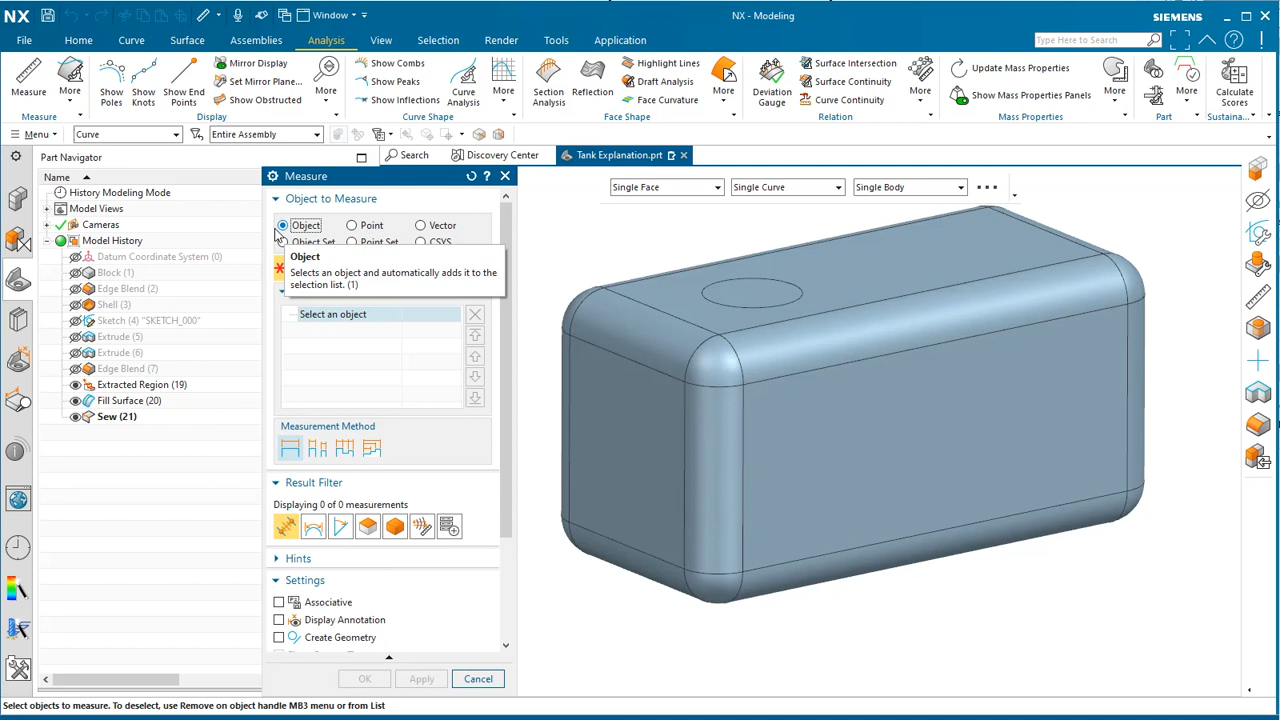 NX Window NX - Modeling SIEMENS
File Home Curve Surface Assemblies Analysis View Selection Render Tools Application Type Here to Search
Measure More Show Poles Show Knots Show End Points Mirror Display Set Mirror Plane... Show Obstructed More Show Combs Show Peaks Show Inflections Curve Analysis More Section Analysis Reflection Highlight Lines Draft Analysis Face Curvature More Deviation Gauge Surface Intersection Surface Continuity Curve Continuity More Update Mass Properties Show Mass Properties Panels More More Calculate Scores
Measure Display Curve Shape Face Shape Relation Mass Properties Part Sustaina...
Menu Curve Entire Assembly
Part Navigator Search Discovery Center Tank Explanation.prt
Name
History Modeling Mode
Model Views
Cameras
Model History
Datum Coordinate System (0)
Block (1)
Edge Blend (2)
Shell (3)
Sketch (4) "SKETCH_000"
Extrude (5)
Extrude (6)
Edge Blend (7)
Extracted Region (19)
Fill Surface (20)
Sew (21)
Measure
Object to Measure
Object Point Vector
Object Set Point Set CSYS
Object
Selects an object and automatically adds it to the
selection list. (1)
Select an object
Measurement Method
Result Filter
Displaying 0 of 0 measurements
Hints
Settings
Associative
Display Annotation
Create Geometry
OK Apply Cancel
Single Face Single Curve Single Body
Select objects to measure. To deselect, use Remove on object handle MB3 menu or from List